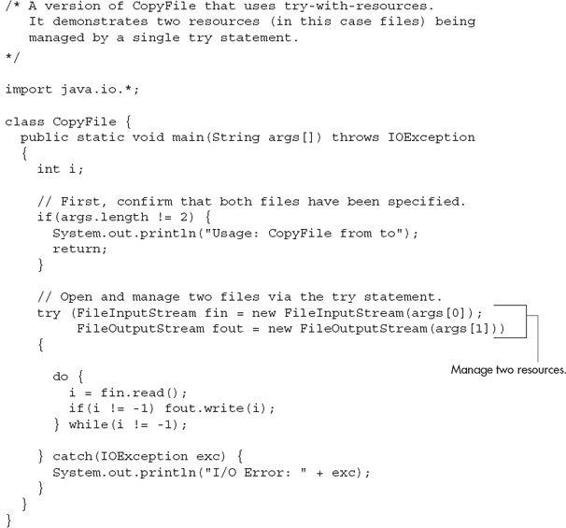 /* A version of CopyFile that uses try-with-resources.
   It demonstrates two resources (in this case files) being
   managed by a single try statement.
*/

import java.io.*;

class CopyFile {
  public static void main(String args[]) throws IOException
  {
    int i;

    // First, confirm that both files have been specified.
    if(args.length != 2) {
      System.out.println("Usage: CopyFile from to");
      return;
    }

    // Open and manage two files via the try statement.
    try (FileInputStream fin = new FileInputStream(args[0]);
         FileOutputStream fout = new FileOutputStream(args[1]))
    {
Manage two resources.

      do {
        i = fin.read();
        if(i != -1) fout.write(i);
      } while(i != -1);

    } catch(IOException exc) {
      System.out.println("I/O Error: " + exc);
    }
  }
}